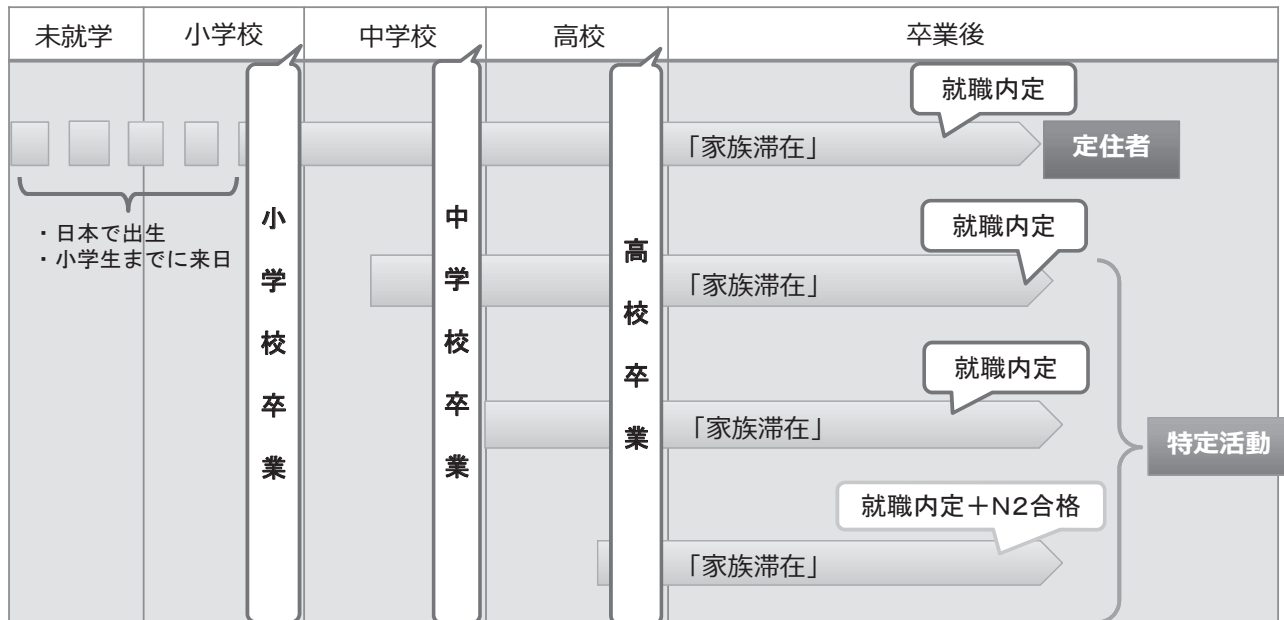 未就学
小学校
中学校
高校
卒業後
就職内定
「家族滞在」
定住者
・日本で出生
・小学生までに来日
小学校卒業
中学校卒業
高校卒業
就職内定
「家族滞在」
就職内定
「家族滞在」
特定活動
就職内定＋N2合格
「家族滞在」